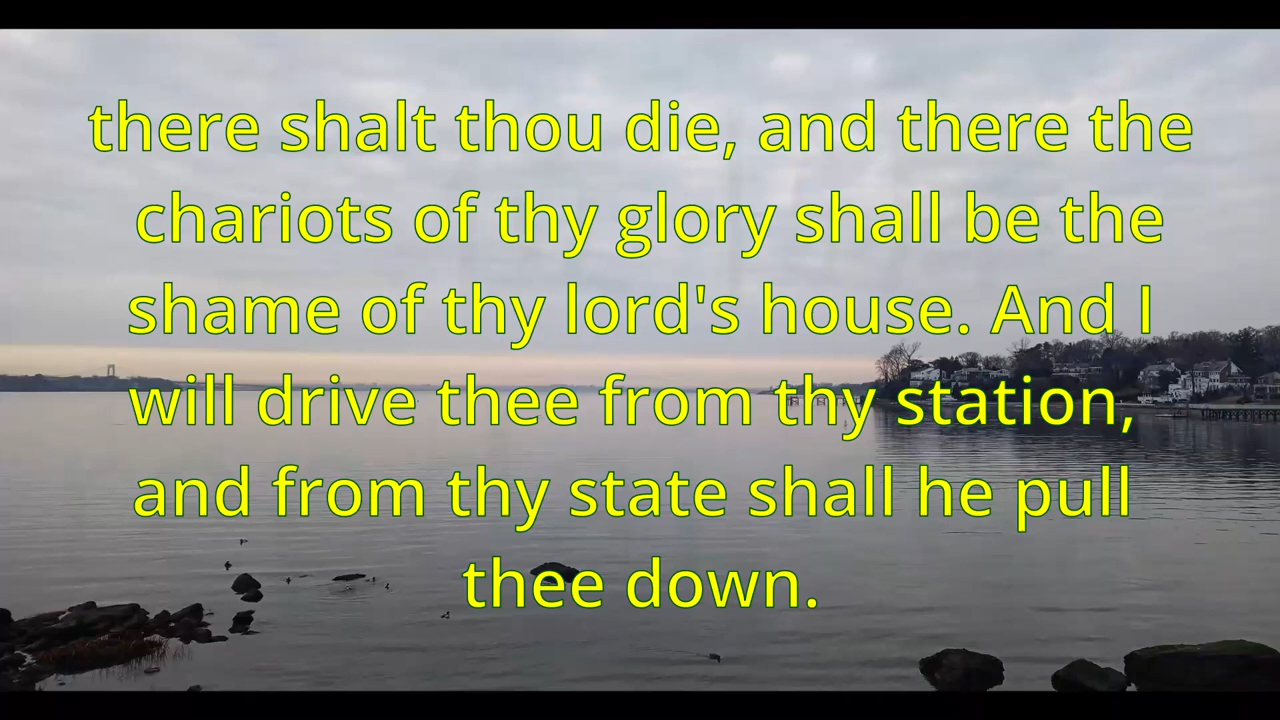 there shalt thou die, and there the
chariots of thy glory shall be the
shame of thy lord's house. And I
will drive thee from thy station,
and from thy state shall he pull
thee down.